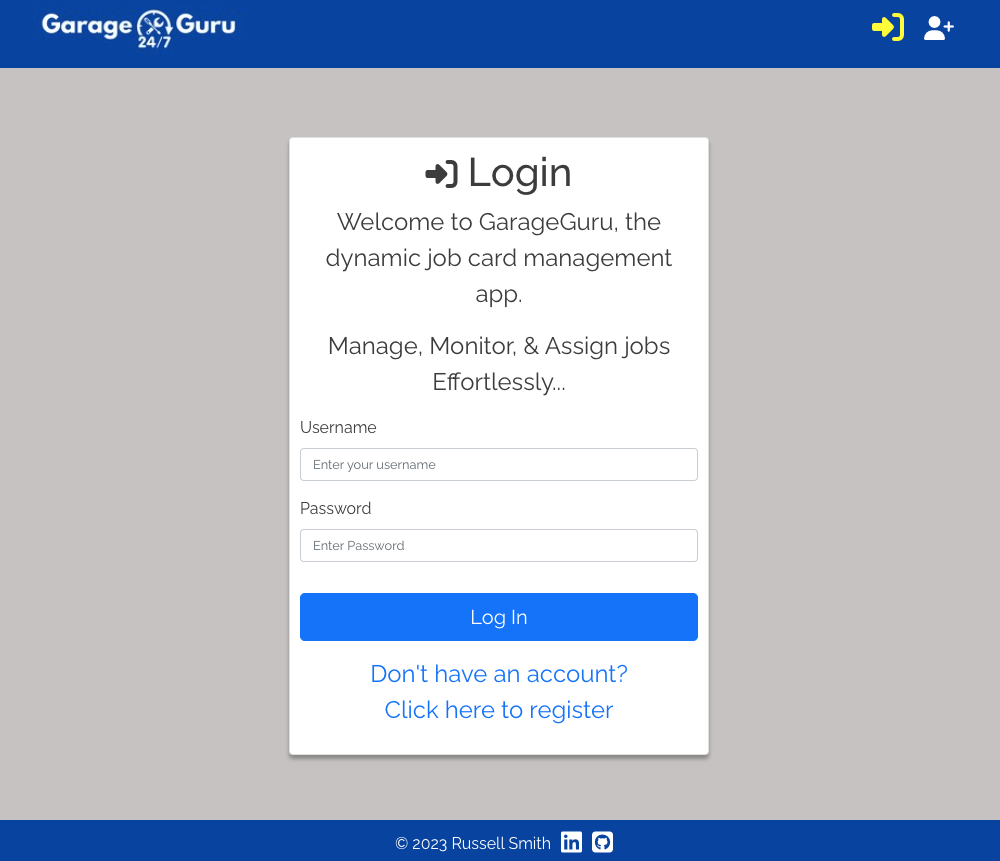 Garage Guru
24/7
Login
Welcome to GarageGuru, the
dynamic job card management
app.
Manage, Monitor, & Assign jobs
Effortlessly...
Username
Enter your username
Password
Enter Password
Log In
Don't have an account?
Click here to register
© 2023 Russell Smith